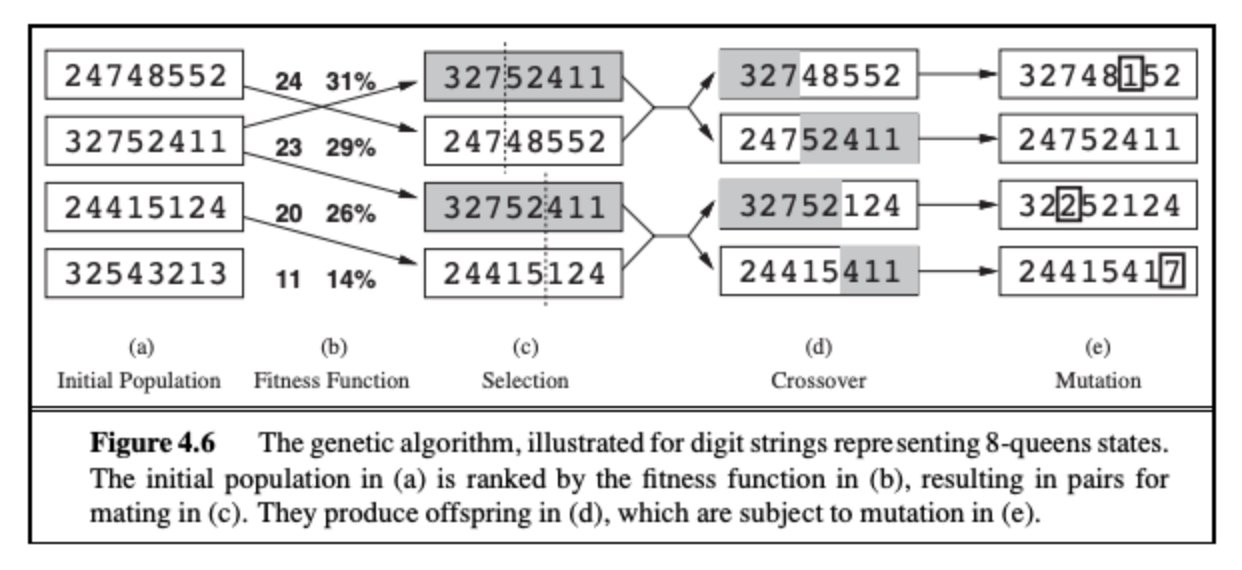 24748552 24 31% 32752411 32748552 32748152
32752411 23 29% 24748552 24752411 24752411
24415124 20 26% 32752411 32752124 32252124
32543213 11 14% 24415124 24415411 24415417
(a) (b) (c) (d) (e)
Initial Population Fitness Function Selection Crossover Mutation
Figure 4.6 The genetic algorithm, illustrated for digit strings representing 8-queens states.
The initial population in (a) is ranked by the fitness function in (b), resulting in pairs for
mating in (c). They produce offspring in (d), which are subject to mutation in (e).